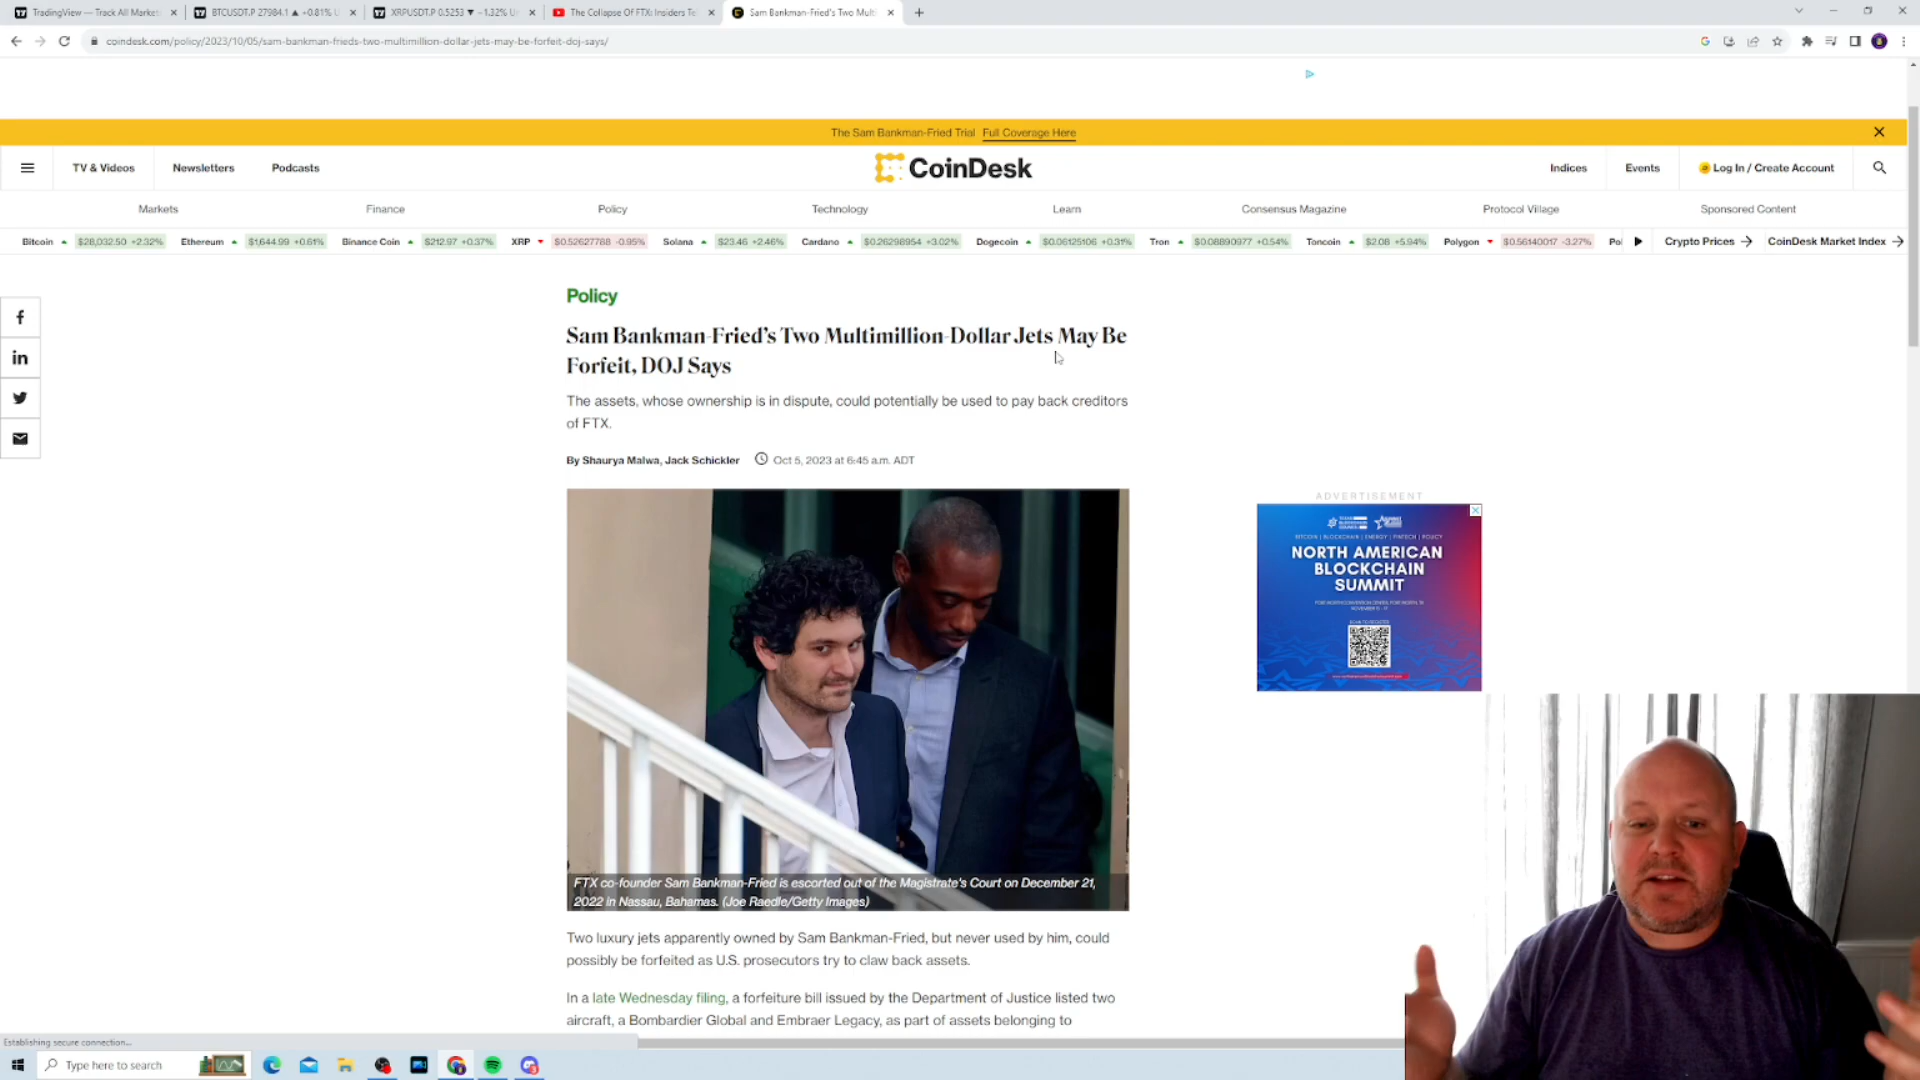 TradingView — Track All Market
BTCUSDT.P 27984.1 ▲ +0.81% U
XRPUSDT.P 0.5253 ▼ −1.32% U
The Collapse Of FTX: Insiders Te
Sam Bankman-Fried's Two Mult
coindesk.com/policy/2023/10/05/sam-bankman-frieds-two-multimillion-dollar-jets-may-be-forfeit-doj-says/
The Sam Bankman-Fried Trial Full Coverage Here
TV & Videos Newsletters Podcasts
CoinDesk
Indices Events Log In / Create Account
Markets Finance Policy Technology Learn Consensus Magazine Protocol Village Sponsored Content
Bitcoin $28,032.50 +2.32% Ethereum $1,644.99 +0.61% Binance Coin $212.97 +0.37% XRP $0.52627788 -0.95% Solana $23.46 +2.46% Cardano $0.26298954 +3.02% Dogecoin $0.06125106 +0.31% Tron $0.08890977 +0.54% Toncoin $2.08 +5.94% Polygon $0.56140017 -3.27% Pol Crypto Prices → CoinDesk Market Index →
Policy
Sam Bankman-Fried's Two Multimillion-Dollar Jets May Be
Forfeit, DOJ Says
The assets, whose ownership is in dispute, could potentially be used to pay back creditors
of FTX.
By Shaurya Malwa, Jack Schickler Oct 5, 2023 at 6:45 a.m. ADT
ADVERTISEMENT
BITCOIN | BLOCKCHAIN | ENERGY | FINTECH | POLICY
NORTH AMERICAN
BLOCKCHAIN
SUMMIT
SCAN TO REGISTER
FTX co-founder Sam Bankman-Fried is escorted out of the Magistrate's Court on December 21,
2022 in Nassau, Bahamas. (Joe Raedle/Getty Images)
Two luxury jets apparently owned by Sam Bankman-Fried, but never used by him, could
possibly be forfeited as U.S. prosecutors try to claw back assets.
In a late Wednesday filing, a forfeiture bill issued by the Department of Justice listed two
aircraft, a Bombardier Global and Embraer Legacy, as part of assets belonging to
Establishing secure connection...
Type here to search